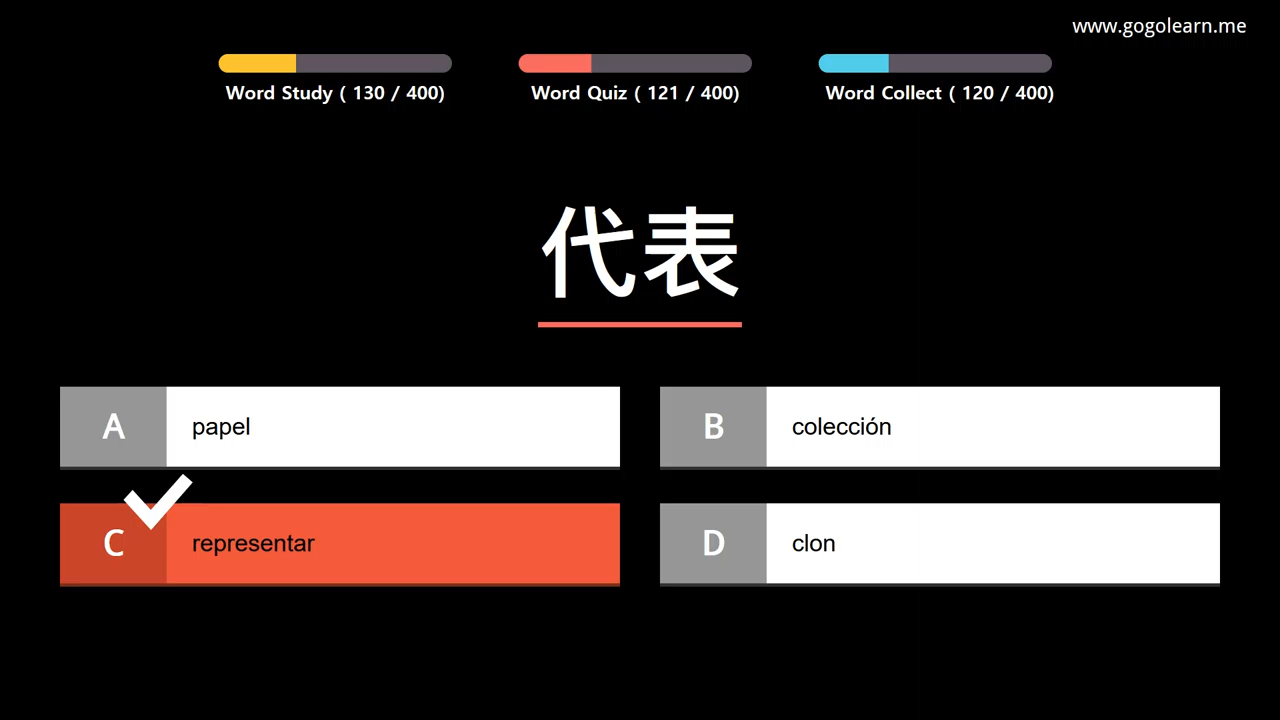 www.gogolearn.me
Word Study ( 130 / 400)
Word Quiz ( 121 / 400)
Word Collect ( 120 / 400)
代表
A papel
B colección
C representar
D clon